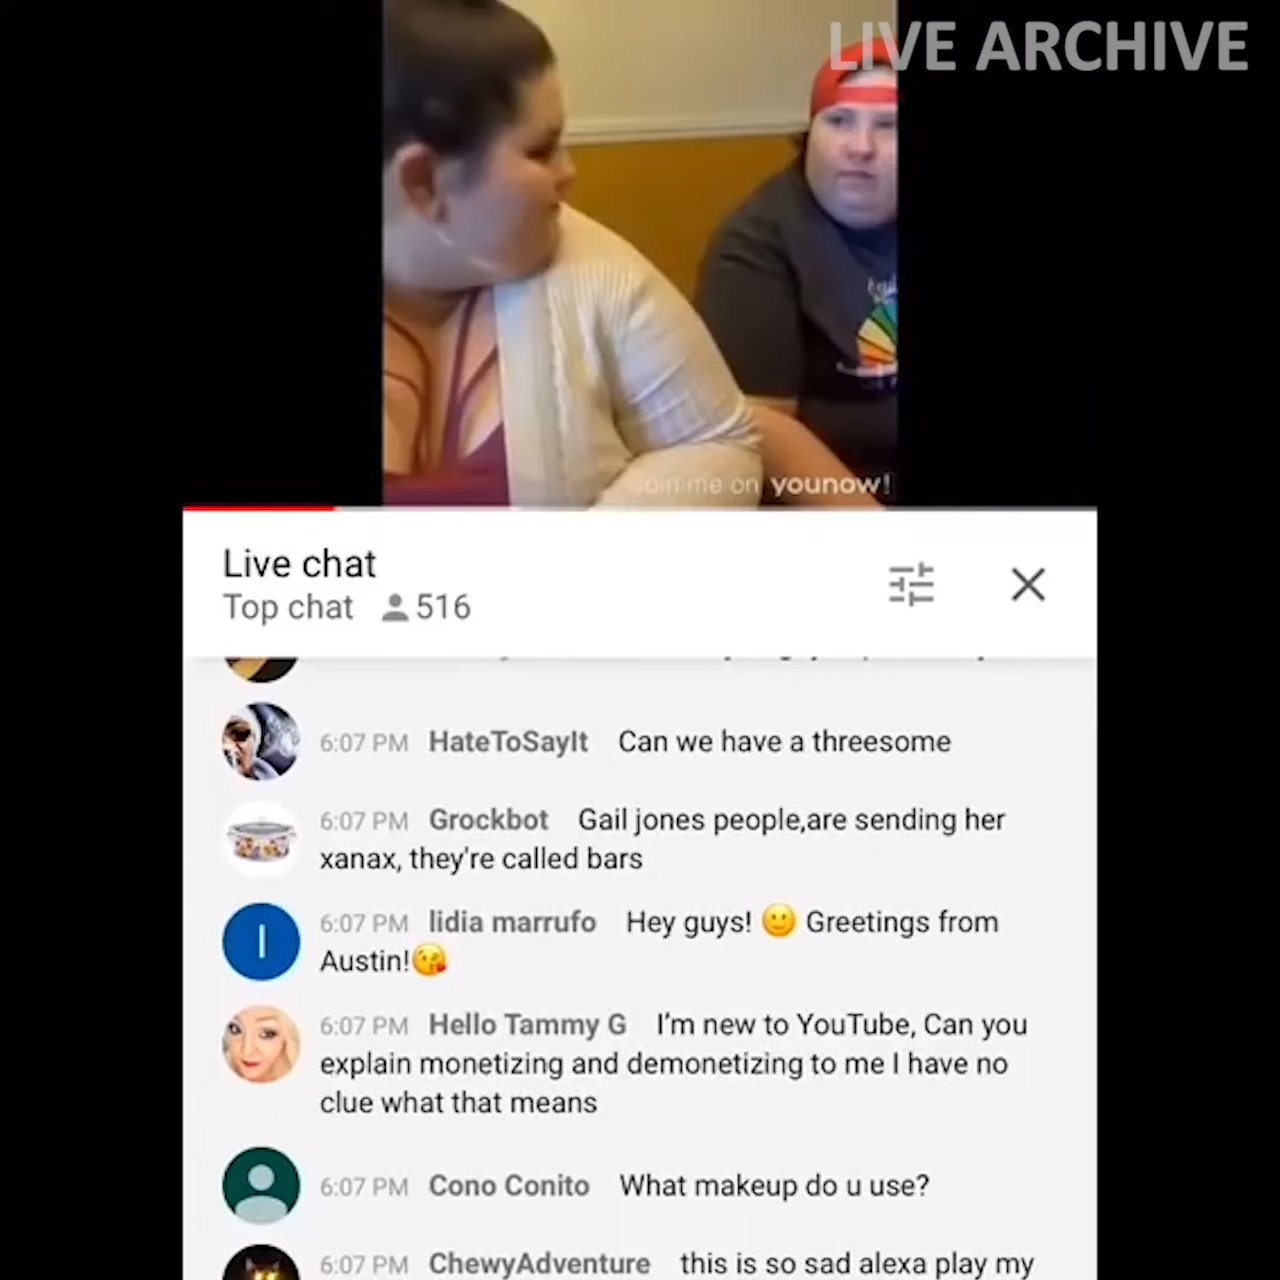 LIVE ARCHIVE
Join me on younow!
Live chat
Top chat 516
6:07 PM HateToSayIt Can we have a threesome
6:07 PM Grockbot Gail jones people,are sending her
xanax, they're called bars
I
6:07 PM lidia marrufo Hey guys! 🙂 Greetings from
Austin!😘
6:07 PM Hello Tammy G I'm new to YouTube, Can you
explain monetizing and demonetizing to me I have no
clue what that means
6:07 PM Cono Conito What makeup do u use?
6:07 PM ChewyAdventure this is so sad alexa play my